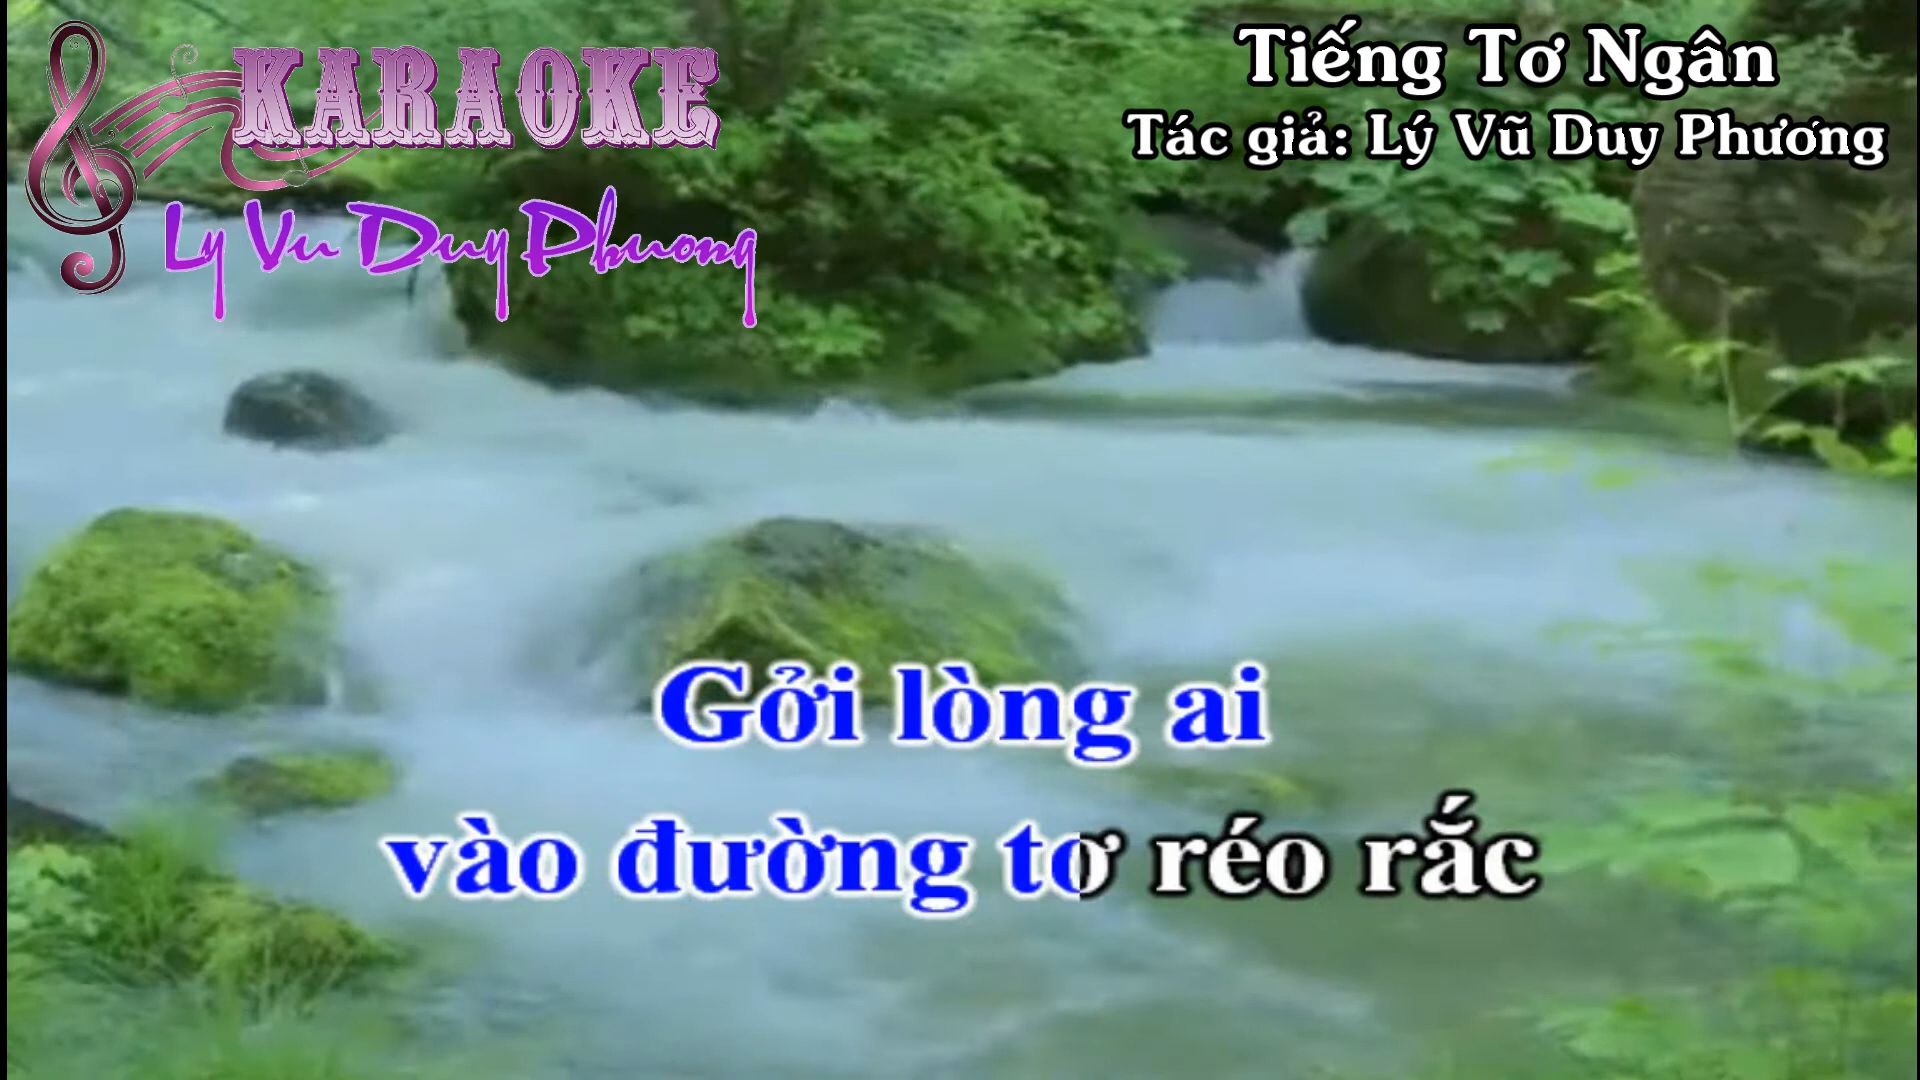 KARAOKE
Ly Vu Duy Phuong
Tiếng Tơ Ngân
Tác giả: Lý Vũ Duy Phương
Gởi lòng ai
vào đường tơ réo rắc